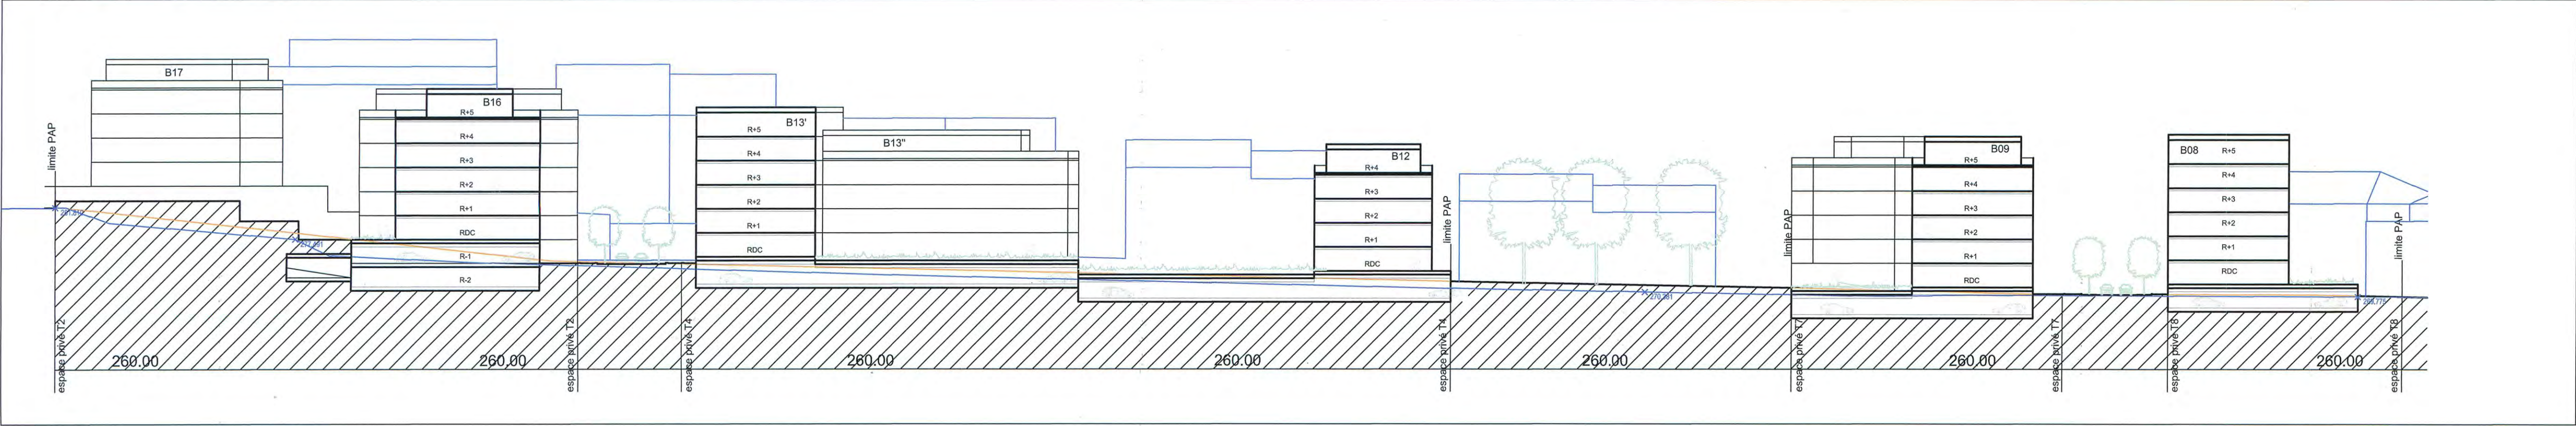 B17
B16
R+5
R+4
R+3
R+2
R+1
RDC
R-1
R-2
B13'
R+5
R+4
R+3
R+2
R+1
RDC
B13"
B12
R+4
R+3
R+2
R+1
RDC
B09
R+5
R+4
R+3
R+2
R+1
RDC
B08
R+5
R+4
R+3
R+2
R+1
RDC
limite PAP
limite PAP
limite PAP
limite PAP
270.381
espace privé T2
espace privé T2
espace privé T4
espace privé T4
espace privé T7
espace privé T7
espace privé T8
espace privé T8
260.00
260.00
260.00
260.00
260.00
260.00
260.00